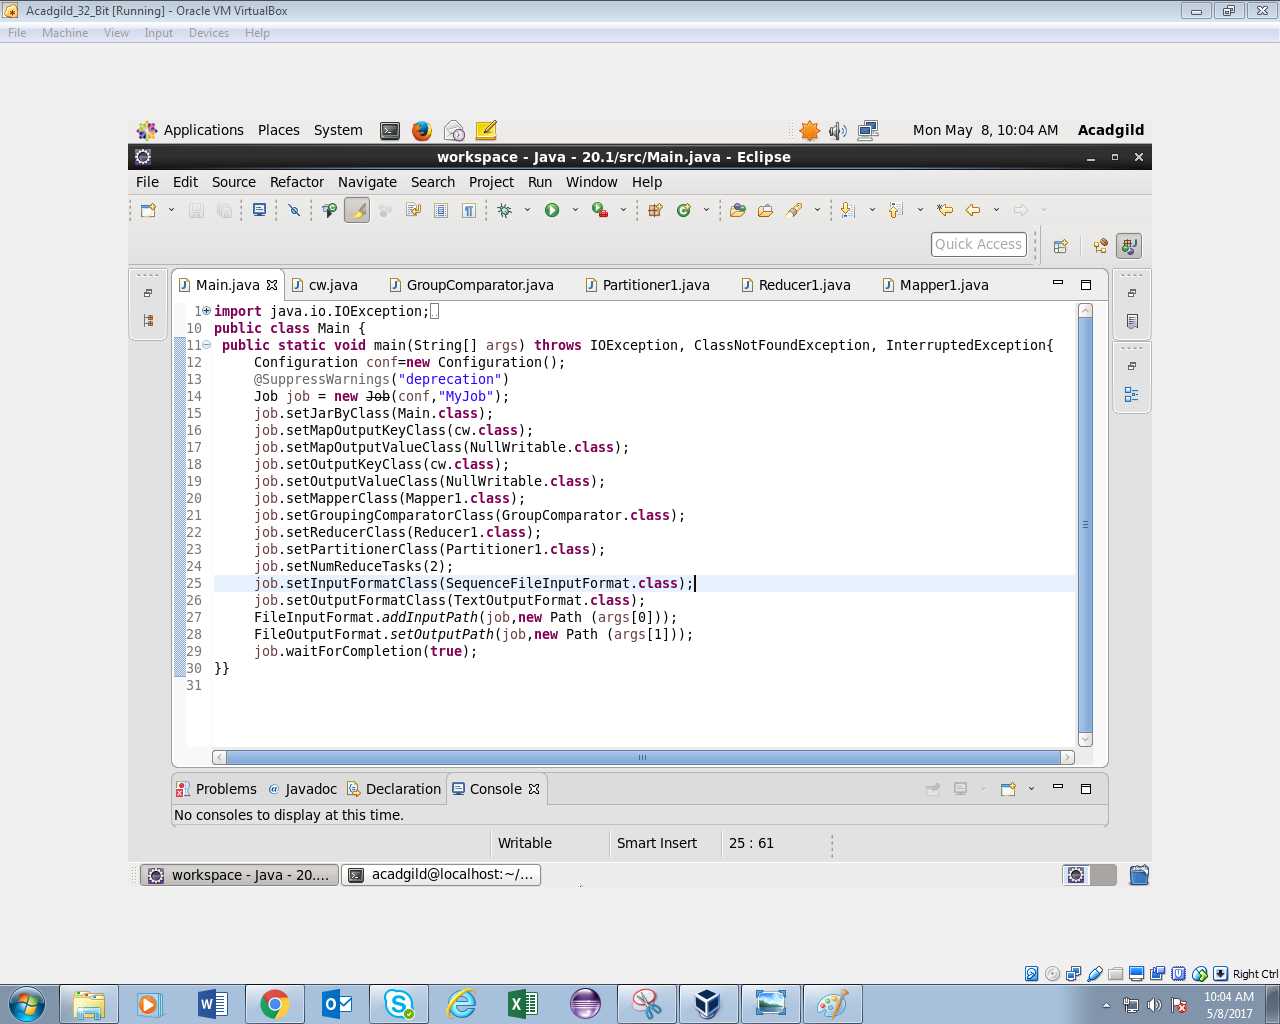 Acadgild_32_Bit [Running] - Oracle VM VirtualBox
File Machine View Input Devices Help
Applications Places System Mon May 8, 10:04 AM Acadgild
workspace - Java - 20.1/src/Main.java - Eclipse
File Edit Source Refactor Navigate Search Project Run Window Help
Quick Access
Main.java cw.java GroupComparator.java Partitioner1.java Reducer1.java Mapper1.java
1 import java.io.IOException;
10 public class Main {
11 public static void main(String[] args) throws IOException, ClassNotFoundException, InterruptedException{
12 Configuration conf=new Configuration();
13 @SuppressWarnings("deprecation")
14 Job job = new Job(conf,"MyJob");
15 job.setJarByClass(Main.class);
16 job.setMapOutputKeyClass(cw.class);
17 job.setMapOutputValueClass(NullWritable.class);
18 job.setOutputKeyClass(cw.class);
19 job.setOutputValueClass(NullWritable.class);
20 job.setMapperClass(Mapper1.class);
21 job.setGroupingComparatorClass(GroupComparator.class);
22 job.setReducerClass(Reducer1.class);
23 job.setPartitionerClass(Partitioner1.class);
24 job.setNumReduceTasks(2);
25 job.setInputFormatClass(SequenceFileInputFormat.class);
26 job.setOutputFormatClass(TextOutputFormat.class);
27 FileInputFormat.addInputPath(job,new Path (args[0]));
28 FileOutputFormat.setOutputPath(job,new Path (args[1]));
29 job.waitForCompletion(true);
30 }}
31
Problems @ Javadoc Declaration Console
No consoles to display at this time.
Writable Smart Insert 25 : 61
workspace - Java - 20.... acadgild@localhost:~/...
Right Ctrl
10:04 AM
5/8/2017